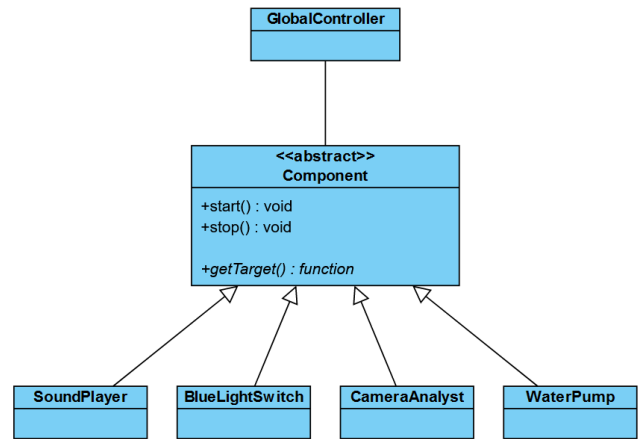 GlobalController
<<abstract>>
Component
+start() : void
+stop() : void
+getTarget() : function
SoundPlayer
BlueLightSwitch
CameraAnalyst
WaterPump